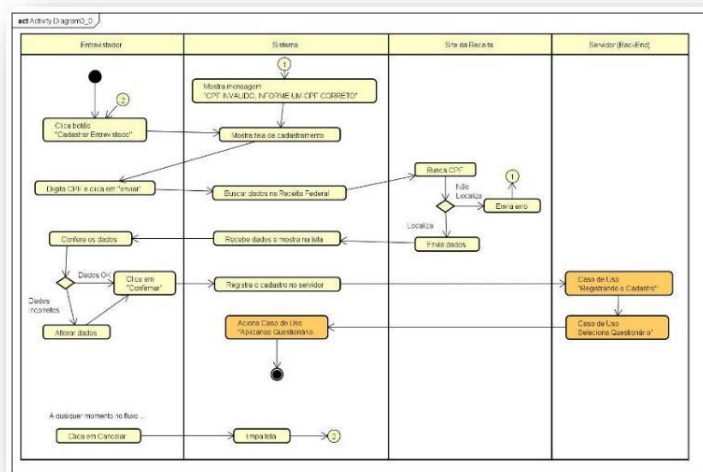 act Activity Diagram0_0
Entrevistador
Sistema
Site da Receita
Servidor (BackEnd)
1
Mostra mensagem
"CPF INVALIDO, INFORME UM CPF CORRETO"
2
Clica botão
"Cadastrar Entrevistado"
Mostra tela de cadastramento
Busca CPF
Não
Localiza
1
Digita CPF e clica em "enviar"
Buscar dados na Receita Federal
Envia erro
Localiza
Confere os dados
Recebe dados e mostra na tela
Envia dados
Dados OK
Clica em
"Confirmar"
Registra o cadastro no servidor
Caso de Uso
"Registrando o Cadastro"
Dados
incorretos
Alterar dados
Aciona Caso de Uso
"Aplicando Questionário
Caso de Uso
Seleciona Questionário"
A qualquer momento no fluxo ...
Clica em Cancelar
limpa tela
2